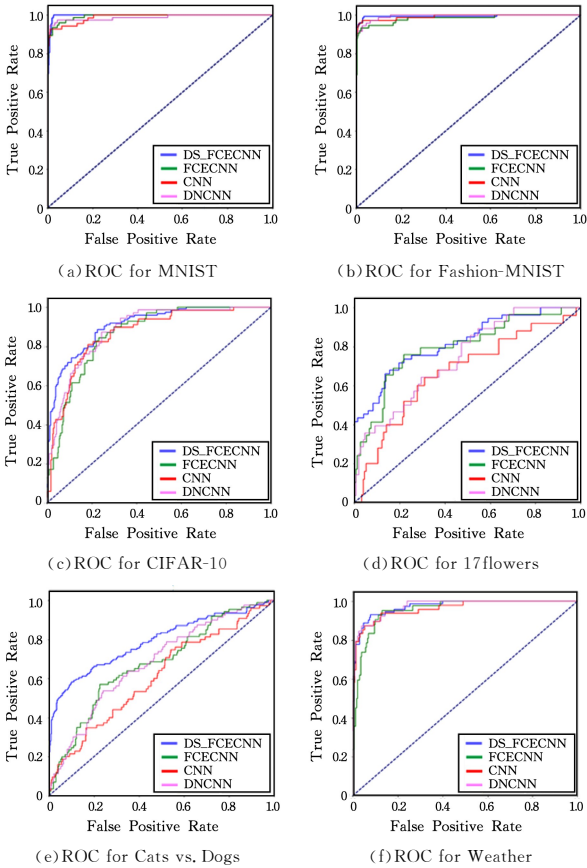 True Positive Rate
1.0
0.8
0.6
0.4
0.2
0
DS_FCECNN
FCECNN
CNN
DNCNN
0 0.2 0.4 0.6 0.8 1.0
False Positive Rate
(a)ROC for MNIST
True Positive Rate
1.0
0.8
0.6
0.4
0.2
0
DS_FCECNN
FCECNN
CNN
DNCNN
0 0.2 0.4 0.6 0.8 1.0
False Positive Rate
(b)ROC for Fashion-MNIST
True Positive Rate
1.0
0.8
0.6
0.4
0.2
0
DS_FCECNN
FCECNN
CNN
DNCNN
0 0.2 0.4 0.6 0.8 1.0
False Positive Rate
(c)ROC for CIFAR-10
True Positive Rate
1.0
0.8
0.6
0.4
0.2
0
DS_FCECNN
FCECNN
CNN
DNCNN
0 0.2 0.4 0.6 0.8 1.0
False Positive Rate
(d)ROC for 17flowers
True Positive Rate
1.0
0.8
0.6
0.4
0.2
0
DS_FCECNN
FCECNN
CNN
DNCNN
0 0.2 0.4 0.6 0.8 1.0
False Positive Rate
(e)ROC for Cats vs. Dogs
True Positive Rate
1.0
0.8
0.6
0.4
0.2
0
DS_FCECNN
FCECNN
CNN
DNCNN
0 0.2 0.4 0.6 0.8 1.0
False Positive Rate
(f)ROC for Weather